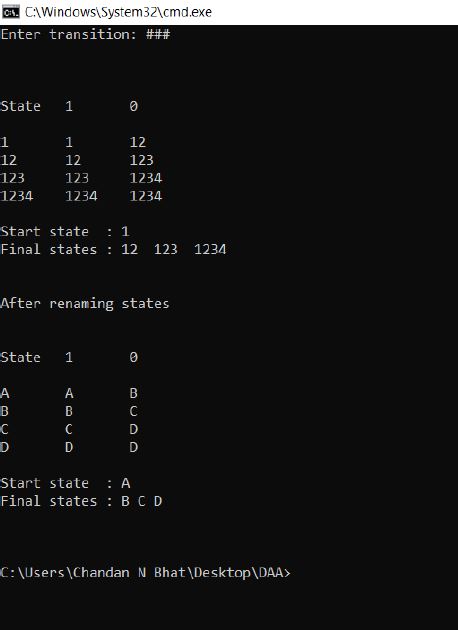 C:\Windows\System32\cmd.exe
Enter transition: ###
State 1 0
1 1 12
12 12 123
123 123 1234
1234 1234 1234
Start state : 1
Final states : 12 123 1234
After renaming states
State 1 0
A A B
B B C
C C D
D D D
Start state : A
Final states : B C D
C:\Users\Chandan N Bhat\Desktop\DAA>